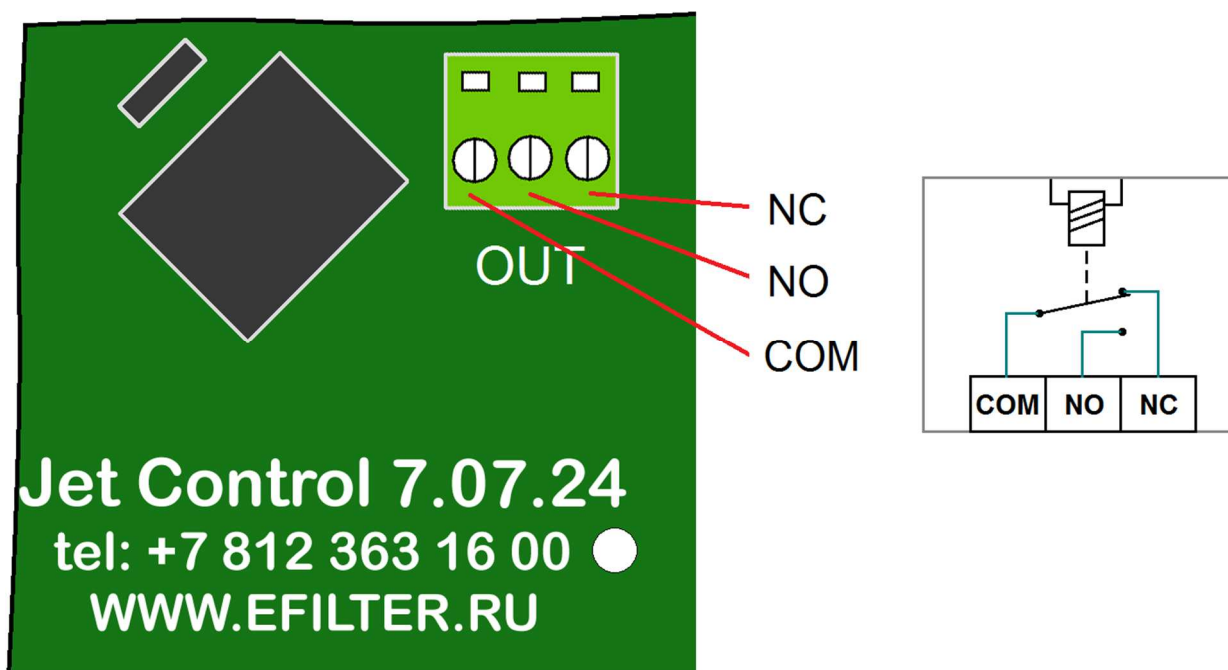 NC
OUT
NO
COM
COM NO NC
Jet Control 7.07.24
tel: +7 812 363 16 00
WWW.EFILTER.RU